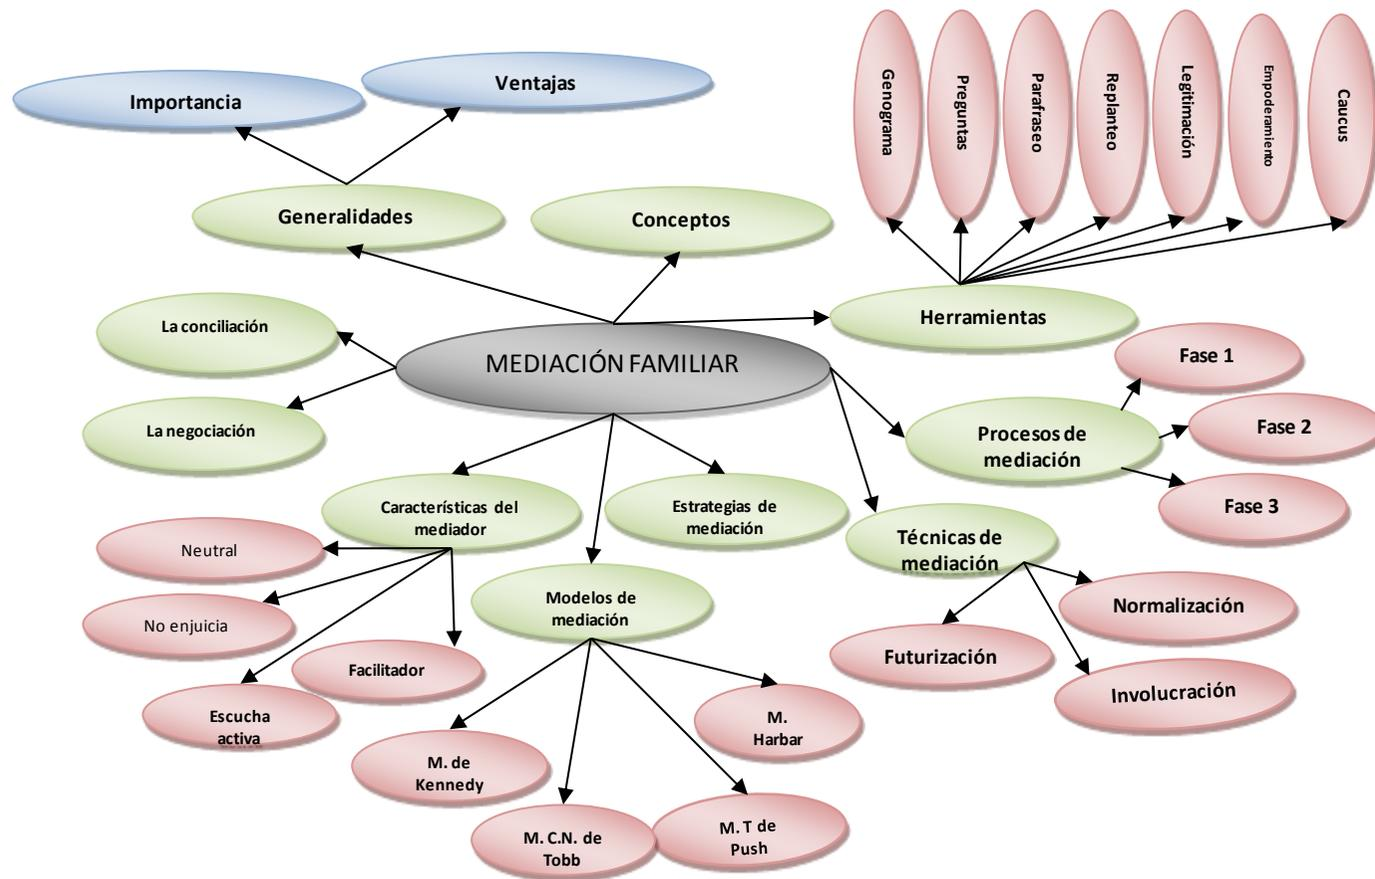 Genograma
Preguntas
Parafraseo
Replanteo
Legitimación
Empoderamiento
Caucus
Importancia
Ventajas
Generalidades
Conceptos
Herramientas
La conciliación
MEDIACIÓN FAMILIAR
Fase 1
La negociación
Procesos de
mediación
Fase 2
Fase 3
Características del
mediador
Estrategias de
mediación
Técnicas de
mediación
Neutral
No enjuicia
Facilitador
Escucha
activa
Modelos de
mediación
Normalización
Futurización
Involucración
M.
Harbar
M. de
Kennedy
M. C.N. de
Tobb
M. T de
Push